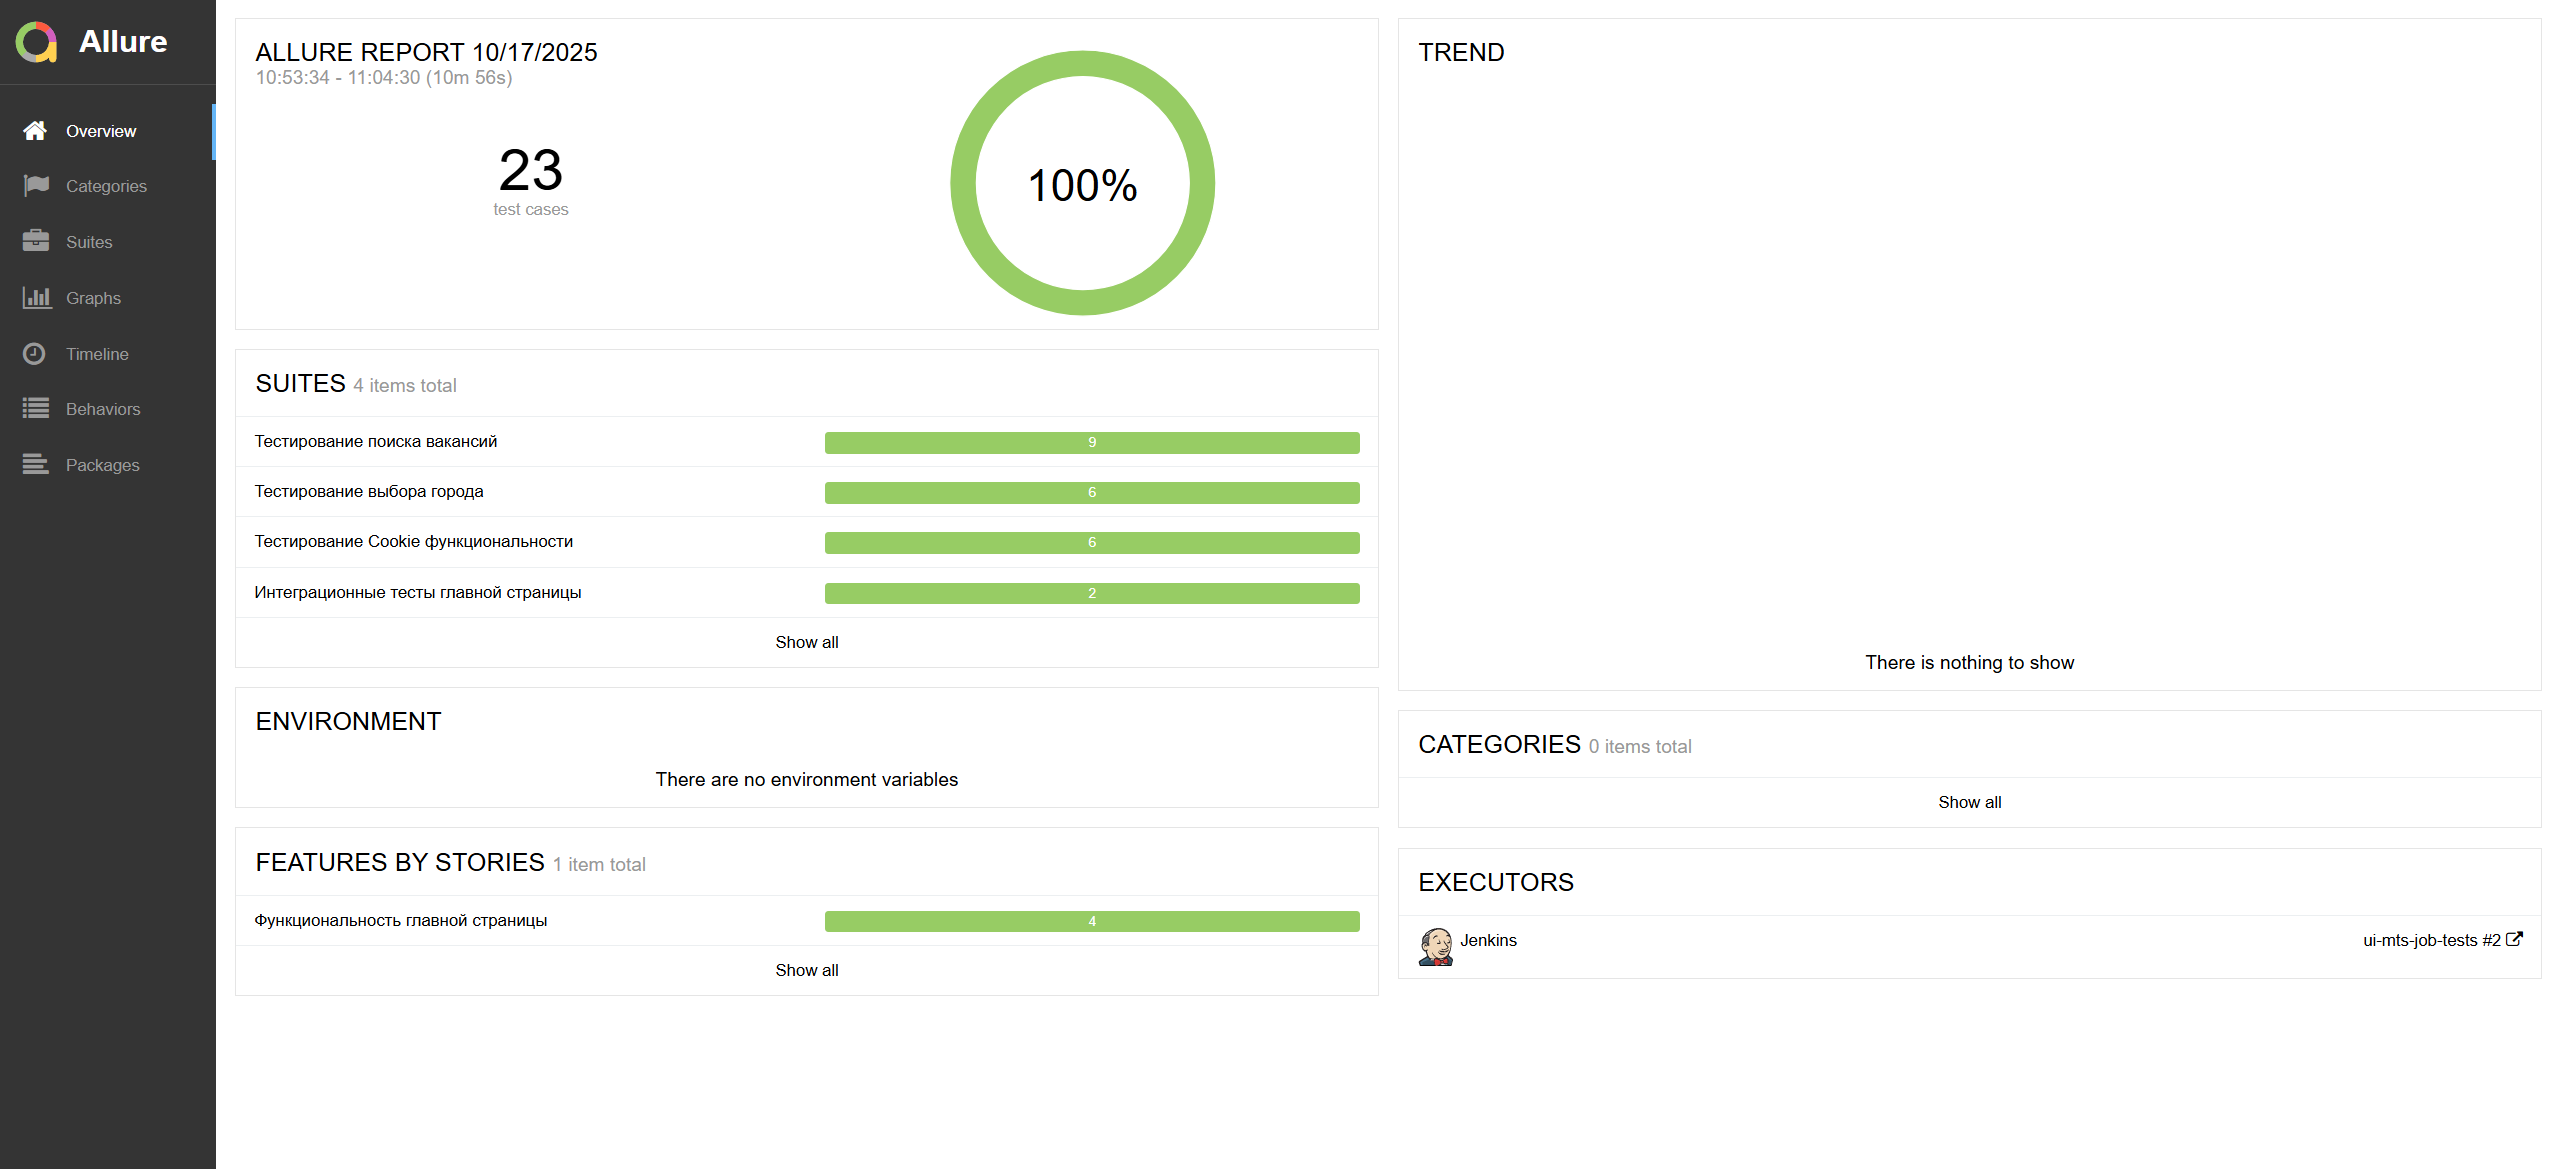 Allure
Overview
Categories
Suites
Graphs
Timeline
Behaviors
Packages
ALLURE REPORT 10/17/2025
10:53:34 - 11:04:30 (10m 56s)
23
test cases
100%
SUITES 4 items total
Тестирование поиска вакансий 9
Тестирование выбора города 6
Тестирование Cookie функциональности 6
Интеграционные тесты главной страницы 2
Show all
ENVIRONMENT
There are no environment variables
FEATURES BY STORIES 1 item total
Функциональность главной страницы 4
Show all
TREND
There is nothing to show
CATEGORIES 0 items total
Show all
EXECUTORS
Jenkins ui-mts-job-tests #2